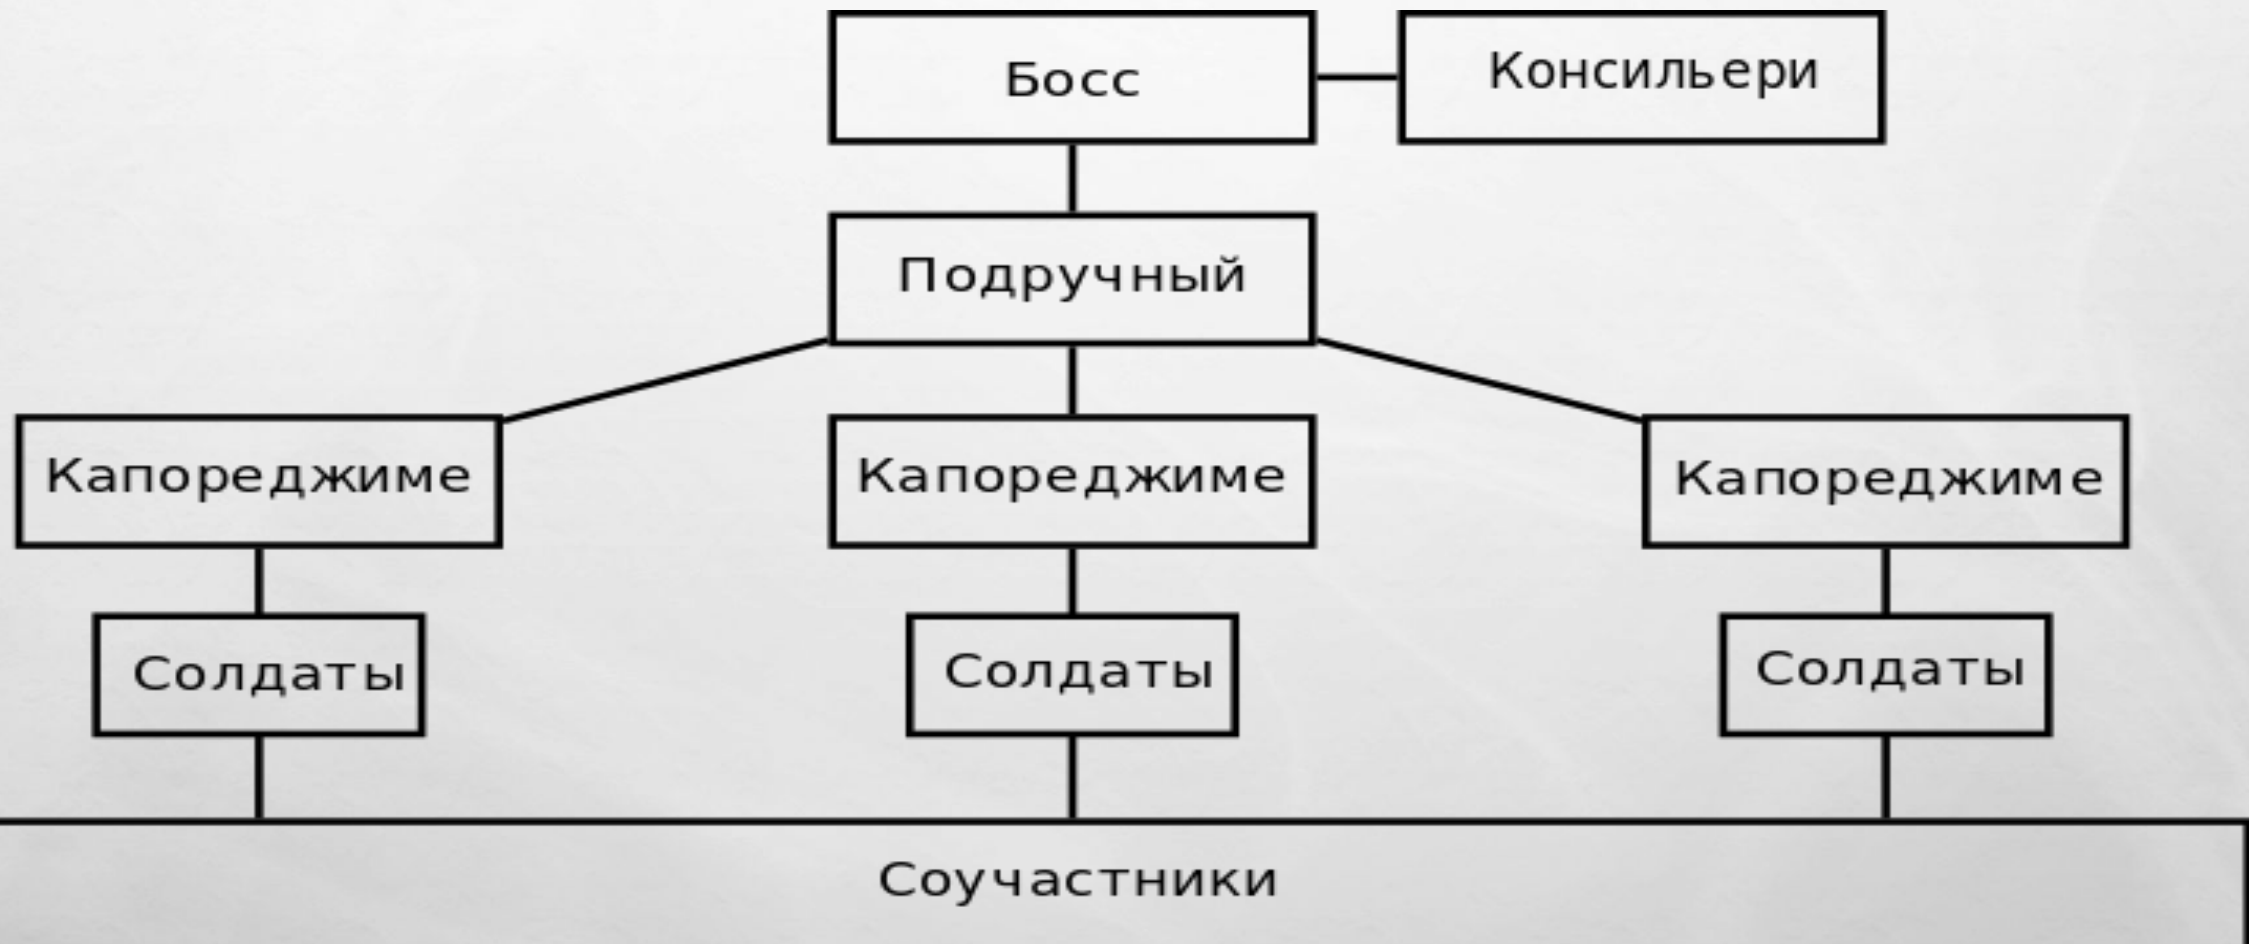 Босс
Консильери
Подручный
Капореджиме
Капореджиме
Капореджиме
Солдаты
Солдаты
Солдаты
Соучастники